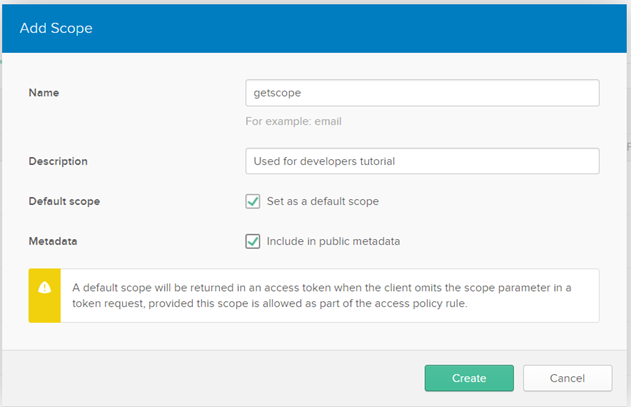 Add Scope
Name
getscope
For example: email
Description
Used for developers tutorial
Default scope
Set as a default scope
Metadata
Include in public metadata
A default scope will be returned in an access token when the client omits the scope parameter in a
token request, provided this scope is allowed as part of the access policy rule.
Create
Cancel